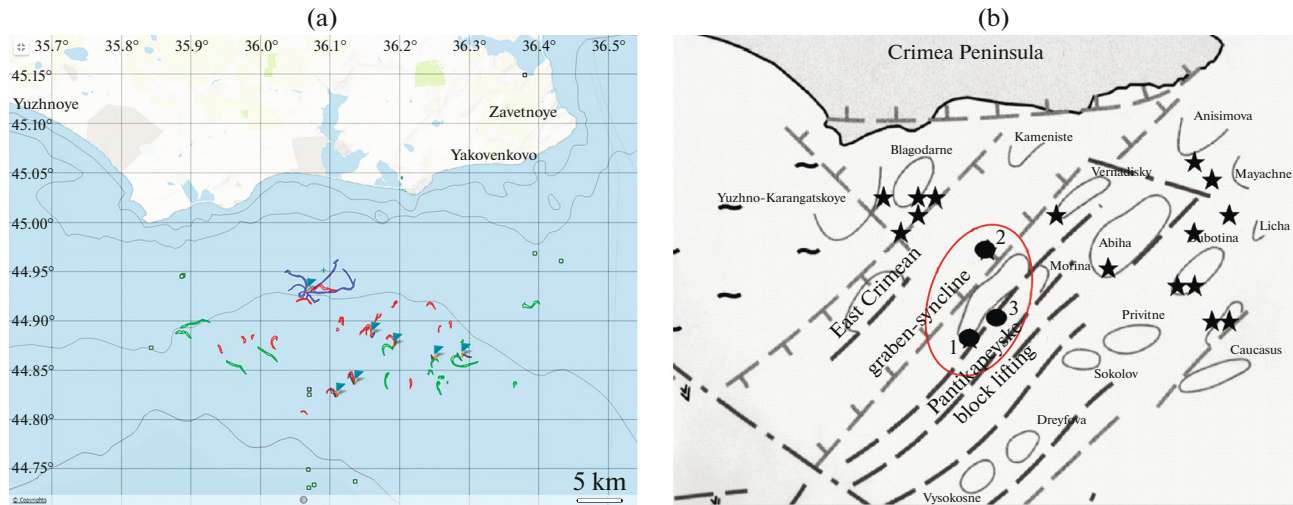 (a)
(b)
35.7° 35.8° 35.9° 36.0° 36.1° 36.2° 36.3° 36.4° 36.5°
45.15°
45.10°
45.05°
45.00°
44.95°
44.90°
44.85°
44.80°
44.75°
Yuzhnoye
Zavetnoye
Yakovenkovo
5 km
© Copyrights
Crimea Peninsula
Anisimova
Kameniste
Blagodarne
Vernadisky
Mayachne
Yuzhno-Karangatskoye
Licha
Abiha
Subotina
2
Morina
East Crimean
graben-syncline
3
1
Privitne
Pantikapeyske
block lifting
Caucasus
Sokolov
Dreyfova
Vysokosne